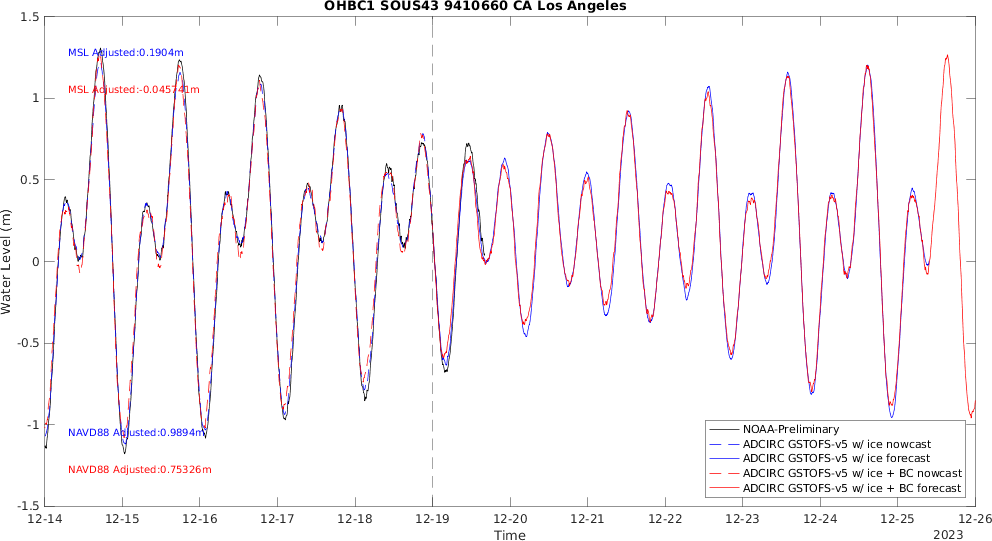 OHBC1 SOUS43 9410660 CA Los Angeles
1.5
1
0.5
0
-0.5
-1
-1.5
Water Level (m)
MSL Adjusted:0.1904m
MSL Adjusted:-0.045741m
NAVD88 Adjusted:0.9894m
NAVD88 Adjusted:0.75326m
NOAA-Preliminary
ADCIRC GSTOFS-v5 w/ ice nowcast
ADCIRC GSTOFS-v5 w/ ice forecast
ADCIRC GSTOFS-v5 w/ ice + BC nowcast
ADCIRC GSTOFS-v5 w/ ice + BC forecast
12-14 12-15 12-16 12-17 12-18 12-19 12-20 12-21 12-22 12-23 12-24 12-25 12-26
Time
2023